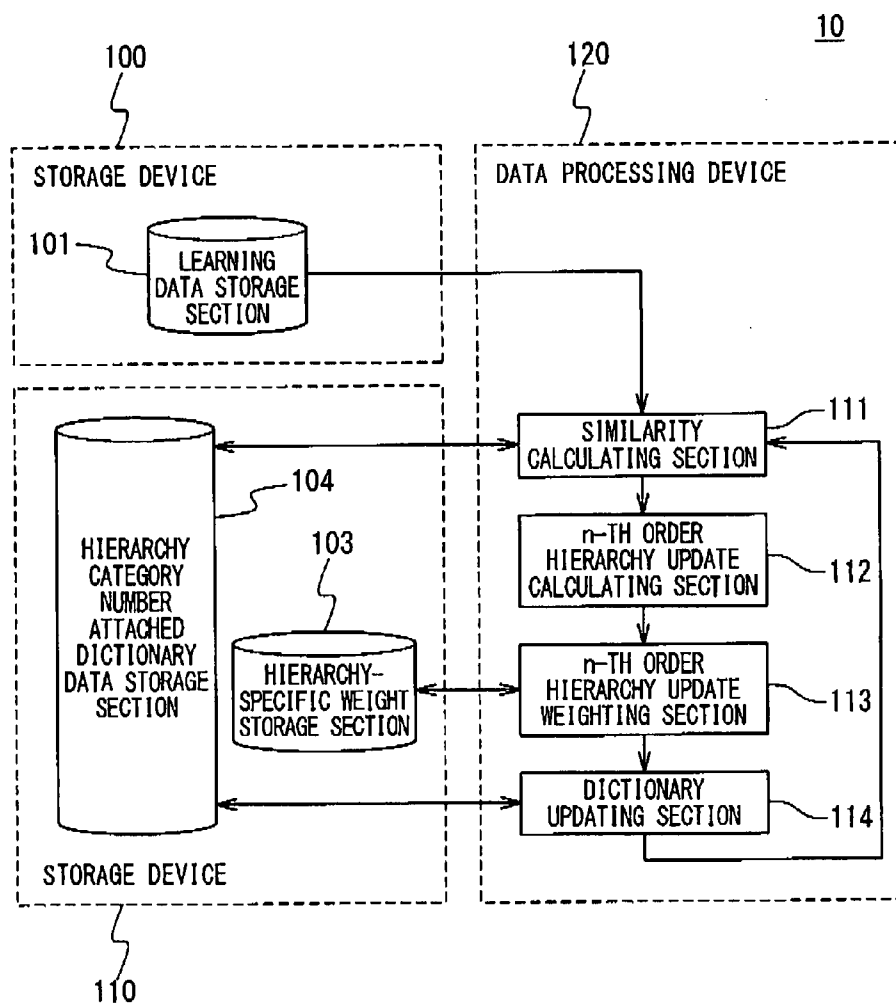 10
100
120
STORAGE DEVICE
DATA PROCESSING DEVICE
101
LEARNING
DATA STORAGE
SECTION
111
SIMILARITY
CALCULATING SECTION
104
HIERARCHY
CATEGORY
NUMBER
ATTACHED
DICTIONARY
DATA STORAGE
SECTION
103
HIERARCHY-
SPECIFIC WEIGHT
STORAGE SECTION
n-TH ORDER
HIERARCHY UPDATE
CALCULATING SECTION
112
n-TH ORDER
HIERARCHY UPDATE
WEIGHTING SECTION
113
DICTIONARY
UPDATING SECTION
114
STORAGE DEVICE
110